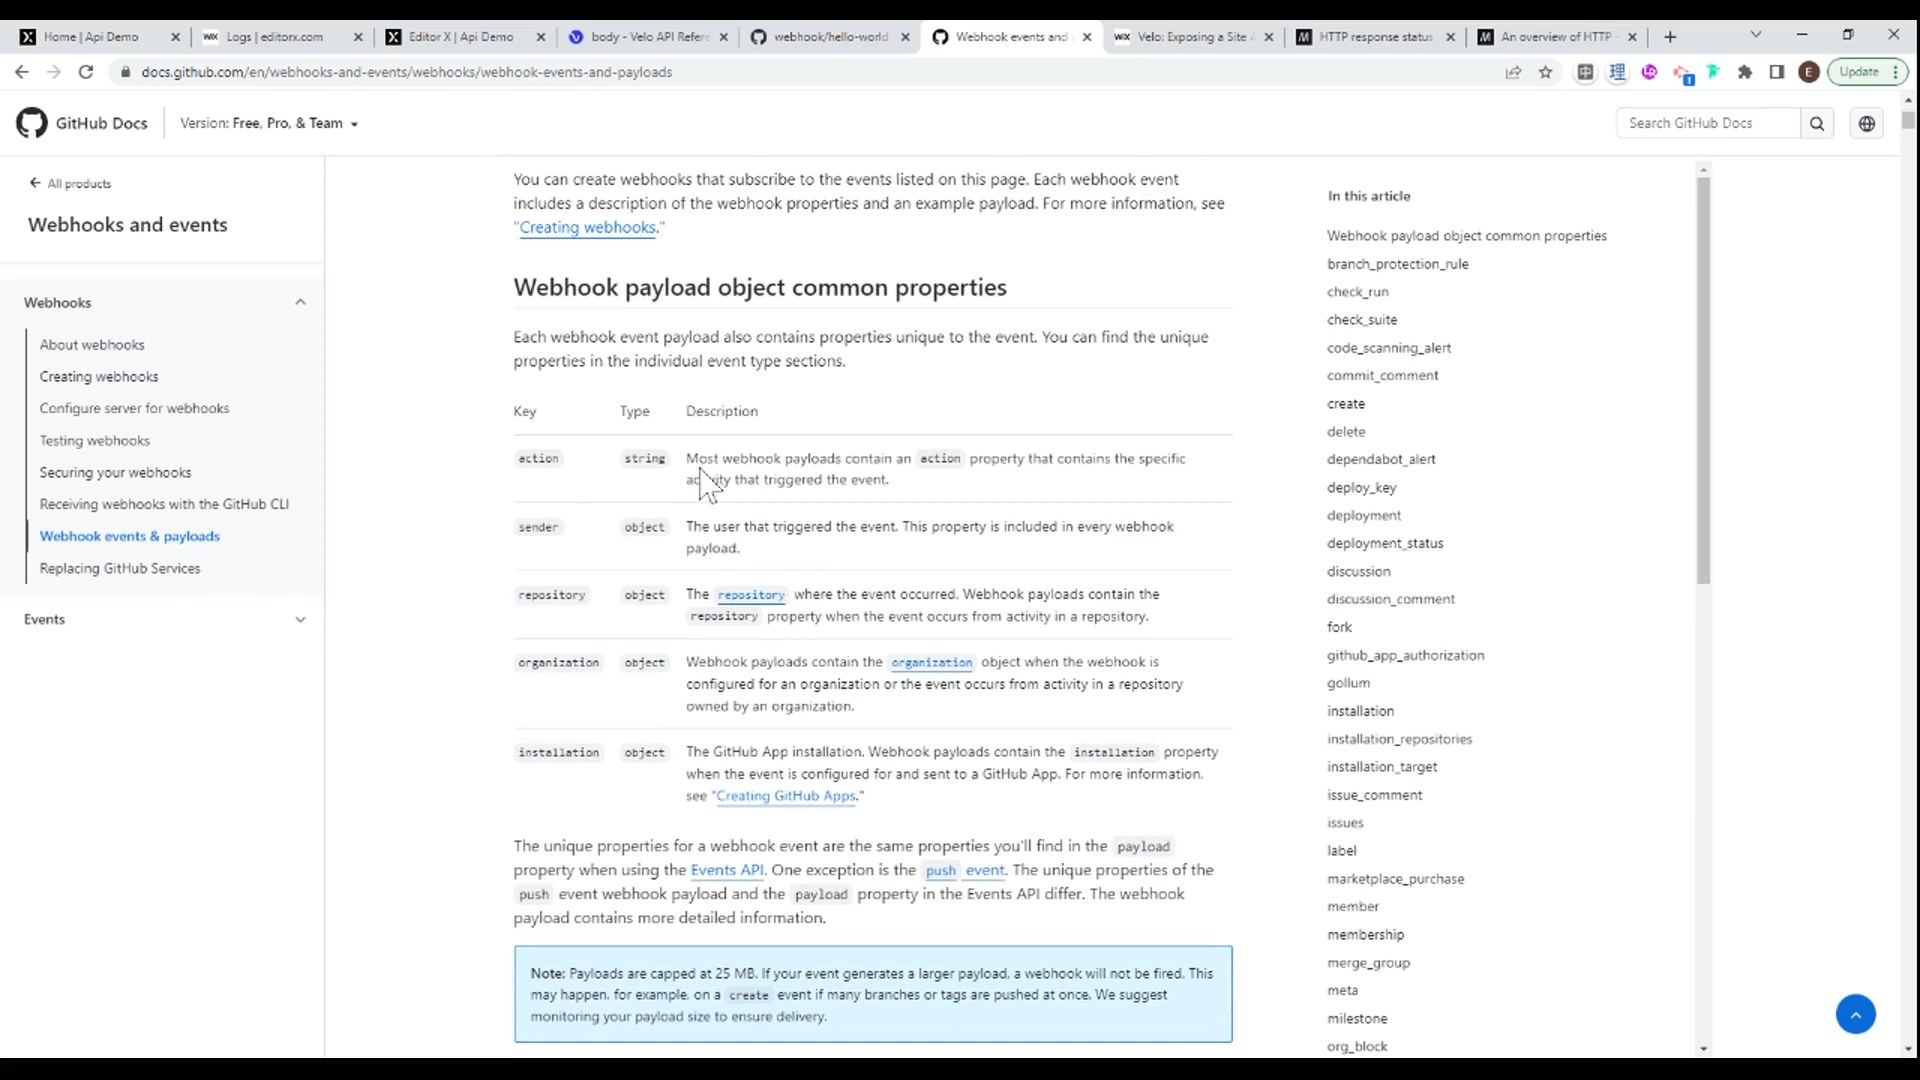 Home | Api Demo
Logs | editorx.com
Editor X | Api Demo
body - Velo API Refere
webhook/hello-world
Webhook events and
Velo: Exposing a Site A
HTTP response status
An overview of HTTP -
docs.github.com/en/webhooks-and-events/webhooks/webhook-events-and-payloads
E
Update
GitHub Docs
Version: Free, Pro, & Team
Search GitHub Docs
All products
Webhooks and events
Webhooks
About webhooks
Creating webhooks
Configure server for webhooks
Testing webhooks
Securing your webhooks
Receiving webhooks with the GitHub CLI
Webhook events & payloads
Replacing GitHub Services
Events
You can create webhooks that subscribe to the events listed on this page. Each webhook event
includes a description of the webhook properties and an example payload. For more information, see
"Creating webhooks."
Webhook payload object common properties
Each webhook event payload also contains properties unique to the event. You can find the unique
properties in the individual event type sections.
Key Type Description
action string Most webhook payloads contain an action property that contains the specific
activity that triggered the event.
sender object The user that triggered the event. This property is included in every webhook
payload.
repository object The repository where the event occurred. Webhook payloads contain the
repository property when the event occurs from activity in a repository.
organization object Webhook payloads contain the organization object when the webhook is
configured for an organization or the event occurs from activity in a repository
owned by an organization.
installation object The GitHub App installation. Webhook payloads contain the installation property
when the event is configured for and sent to a GitHub App. For more information,
see "Creating GitHub Apps."
The unique properties for a webhook event are the same properties you'll find in the payload
property when using the Events API. One exception is the push event. The unique properties of the
push event webhook payload and the payload property in the Events API differ. The webhook
payload contains more detailed information.
Note: Payloads are capped at 25 MB. If your event generates a larger payload, a webhook will not be fired. This
may happen, for example, on a create event if many branches or tags are pushed at once. We suggest
monitoring your payload size to ensure delivery.
In this article
Webhook payload object common properties
branch_protection_rule
check_run
check_suite
code_scanning_alert
commit_comment
create
delete
dependabot_alert
deploy_key
deployment
deployment_status
discussion
discussion_comment
fork
github_app_authorization
gollum
installation
installation_repositories
installation_target
issue_comment
issues
label
marketplace_purchase
member
membership
merge_group
meta
milestone
org_block